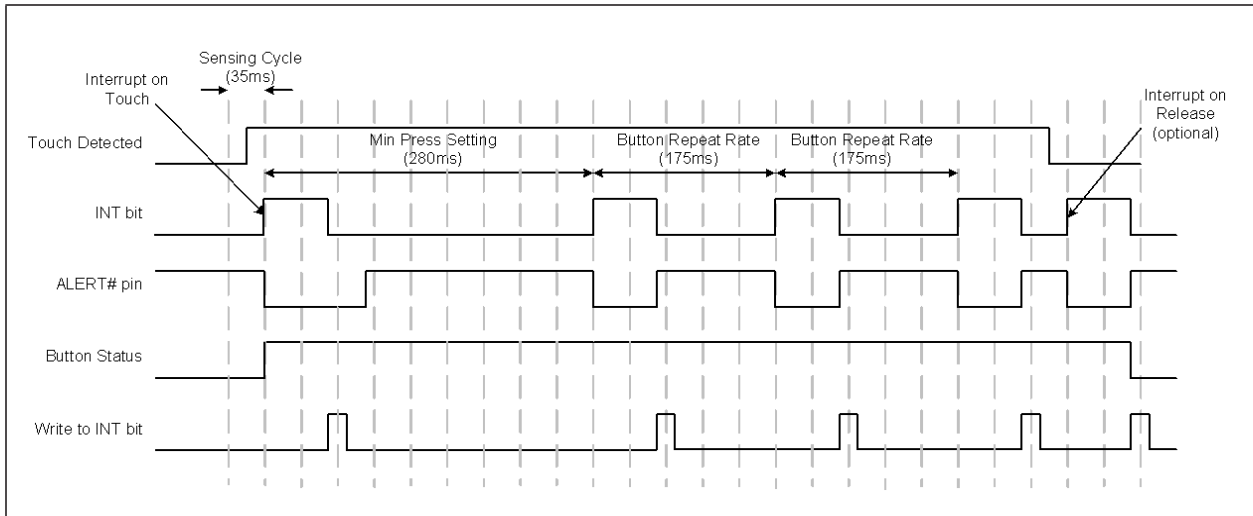 Sensing Cycle
(35ms)
Interrupt on
Touch
Interrupt on
Release
(optional)
Touch Detected
Min Press Setting
(280ms)
Button Repeat Rate
(175ms)
Button Repeat Rate
(175ms)
INT bit
ALERT# pin
Button Status
Write to INT bit